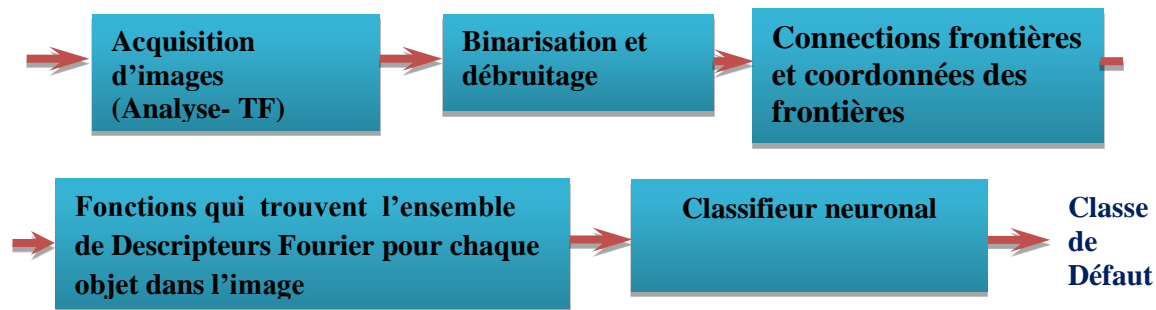 Acquisition
d’images
(Analyse- TF)
Binarisation et
débruitage
Connections frontières
et coordonnées des
frontières
Fonctions qui trouvent l’ensemble
de Descripteurs Fourier pour chaque
objet dans l’image
Classifieur neuronal
Classe
de
Défaut